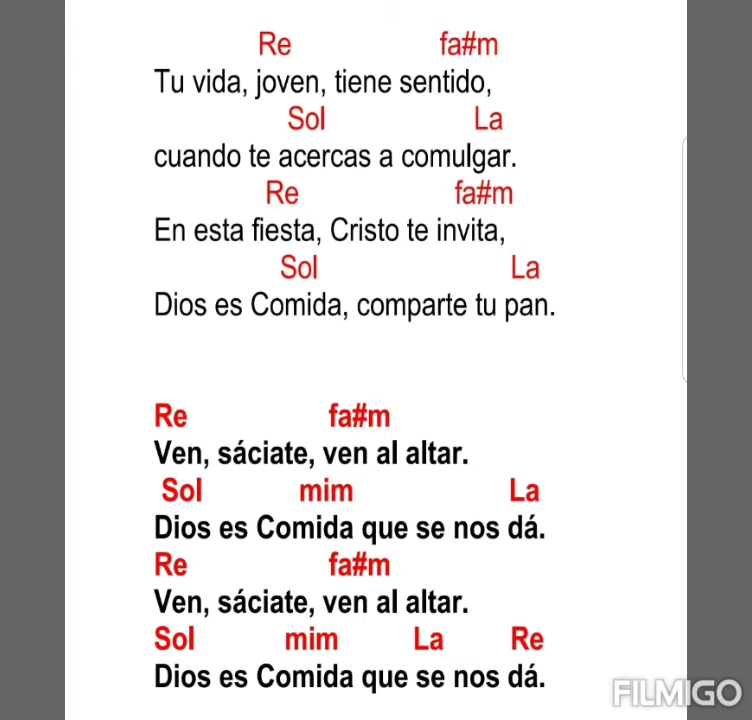 Re fa#m
Tu vida, joven, tiene sentido,
Sol La
cuando te acercas a comulgar.
Re fa#m
En esta fiesta, Cristo te invita,
Sol La
Dios es Comida, comparte tu pan.
Re fa#m
Ven, sáciate, ven al altar.
Sol mim La
Dios es Comida que se nos dá.
Re fa#m
Ven, sáciate, ven al altar.
Sol mim La Re
Dios es Comida que se nos dá.
FILMIGO